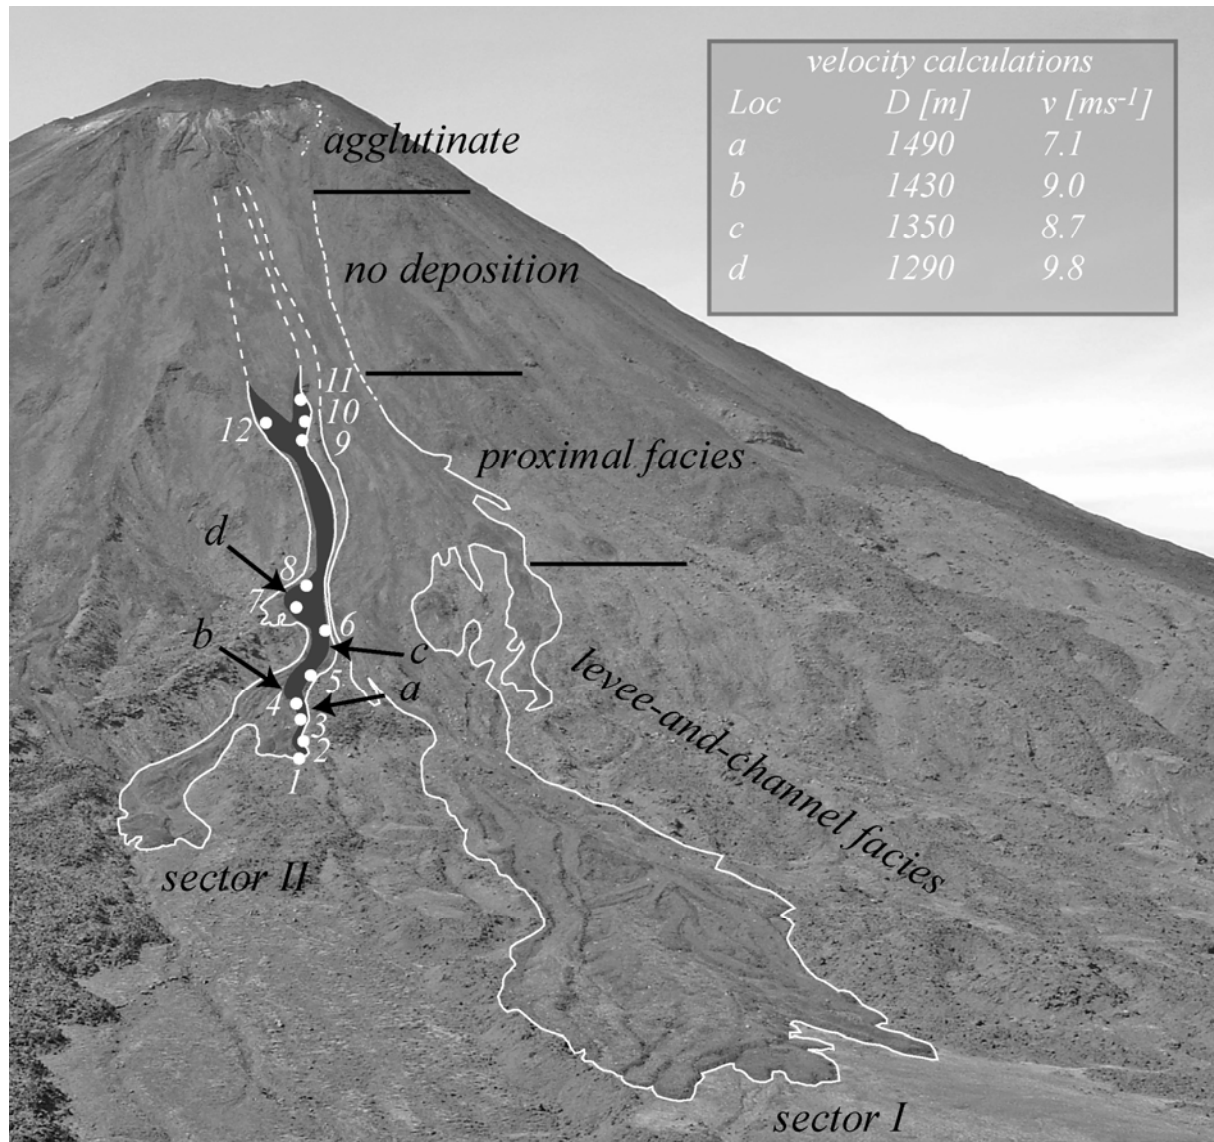 velocity calculations
Loc D [m] v [ms-1]
a 1490 7.1
b 1430 9.0
c 1350 8.7
d 1290 9.8
agglutinate
no deposition
11
10
12
9
proximal facies
d
8
7
6
b
c
5
a
4
3
2
1
levee-and-channel facies
sector II
sector I